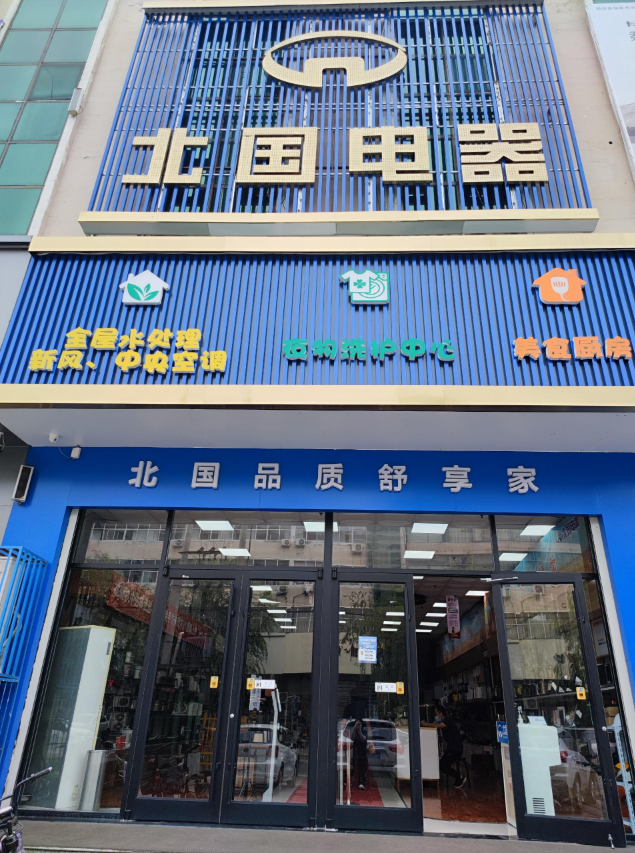 北国电器
全屋水处理
新风、中央空调
衣物洗护中心
美食厨房
北国品质舒享家